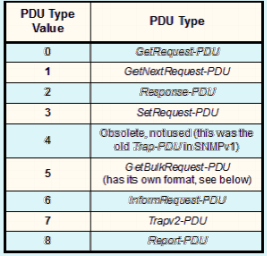 PDU Type Value PDU Type
0 GetRequest-PDU
1 GetNextRequest-PDU
2 Response-PDU
3 SetRequest-PDU
4 Obsolete, not used (this was the
old Trap-PDU in SNMPv1)
5 GetBulkRequest-PDU
(has its own format, see below)
6 InformRequest-PDU
7 Trapv2-PDU
8 Report-PDU